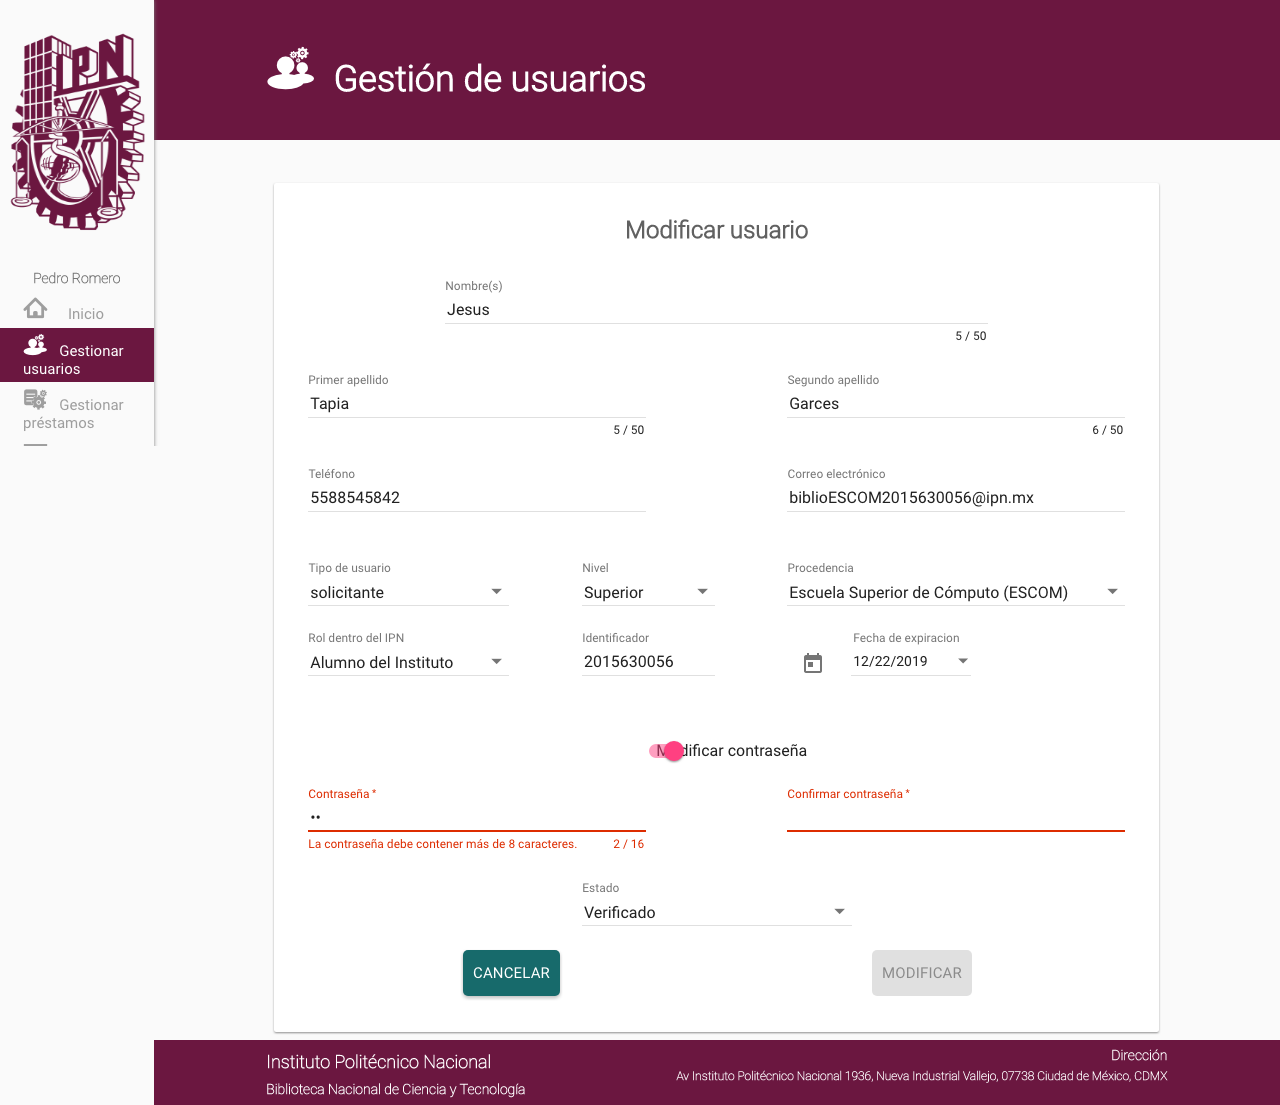 IPN
Pedro Romero
Inicio
Gestionar
usuarios
Gestionar
préstamos
Gestión de usuarios
Modificar usuario
Nombre(s)
Jesus
5 / 50
Primer apellido
Tapia
5 / 50
Segundo apellido
Garces
6 / 50
Teléfono
5588545842
Correo electrónico
biblioESCOM2015630056@ipn.mx
Tipo de usuario
solicitante
Nivel
Superior
Procedencia
Escuela Superior de Cómputo (ESCOM)
Rol dentro del IPN
Alumno del Instituto
Identificador
2015630056
Fecha de expiracion
12/22/2019
Modificar contraseña
Contraseña *
••
La contraseña debe contener más de 8 caracteres.
2 / 16
Confirmar contraseña *
Estado
Verificado
CANCELAR
MODIFICAR
Instituto Politécnico Nacional
Biblioteca Nacional de Ciencia y Tecnología
Dirección
Av Instituto Politécnico Nacional 1936, Nueva Industrial Vallejo, 07738 Ciudad de México, CDMX